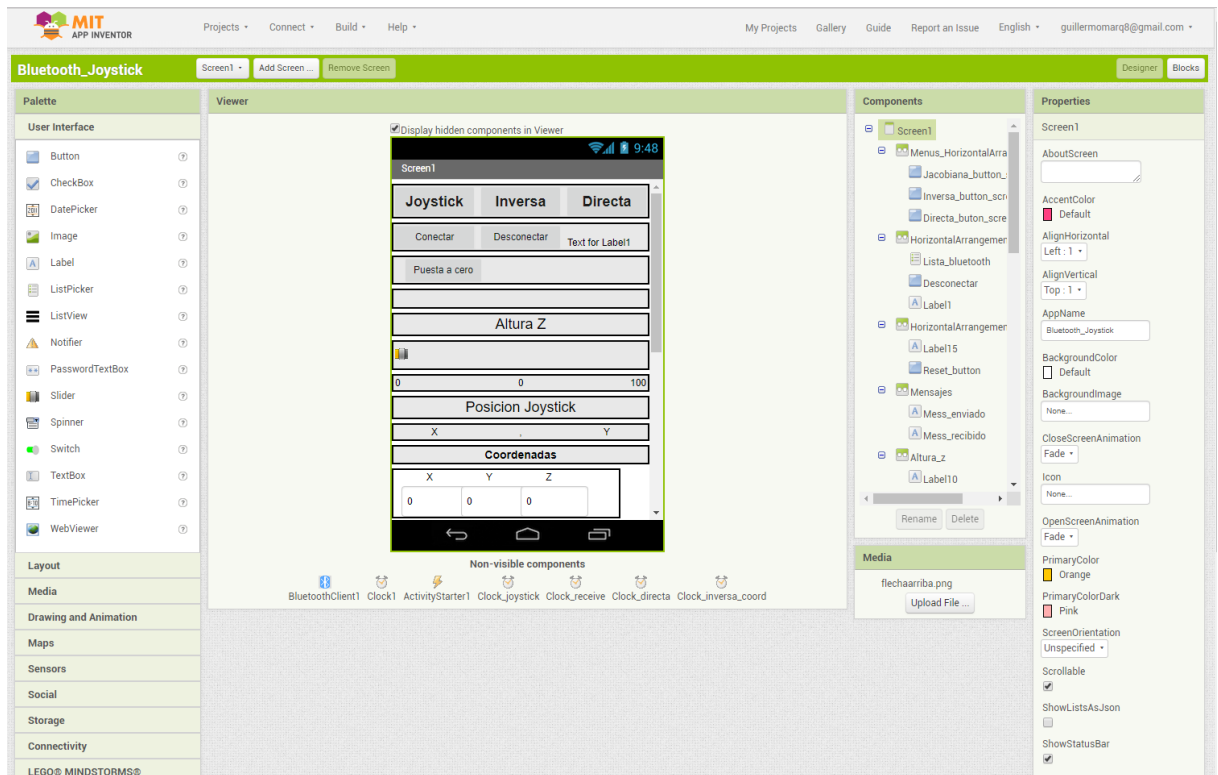 MIT
APP INVENTOR
Projects Connect Build Help
My Projects Gallery Guide Report an Issue English guillermomarq8@gmail.com
Bluetooth_Joystick
Screen1 Add Screen ... Remove Screen
Designer Blocks
Palette
User Interface
Button
CheckBox
DatePicker
Image
Label
ListPicker
ListView
Notifier
PasswordTextBox
Slider
Spinner
Switch
TextBox
TimePicker
WebViewer
Layout
Media
Drawing and Animation
Maps
Sensors
Social
Storage
Connectivity
LEGO® MINDSTORMS®
Viewer
Display hidden components in Viewer
9:48
Screen1
Joystick Inversa Directa
Conectar Desconectar Text for Label1
Puesta a cero
Altura Z
0 0 100
Posicion Joystick
X , Y
Coordenadas
X Y Z
0 0 0
Non-visible components
BluetoothClient1 Clock1 ActivityStarter1 Clock_joystick Clock_receive Clock_directa Clock_inversa_coord
Components
Screen1
Menus_HorizontalArra
Jacobiana_button_
Inversa_button_scre
Directa_buton_scre
HorizontalArrangemer
Lista_bluetooth
Desconectar
Label1
HorizontalArrangemer
Label15
Reset_button
Mensajes
Mess_enviado
Mess_recibido
Altura_z
Label10
Rename Delete
Media
flechaarriba.png
Upload File ...
Properties
Screen1
AboutScreen
AccentColor
Default
AlignHorizontal
Left : 1
AlignVertical
Top : 1
AppName
Bluetooth_Joystick
BackgroundColor
Default
BackgroundImage
None...
CloseScreenAnimation
Fade
Icon
None...
OpenScreenAnimation
Fade
PrimaryColor
Orange
PrimaryColorDark
Pink
ScreenOrientation
Unspecified
Scrollable
ShowListsAsJson
ShowStatusBar